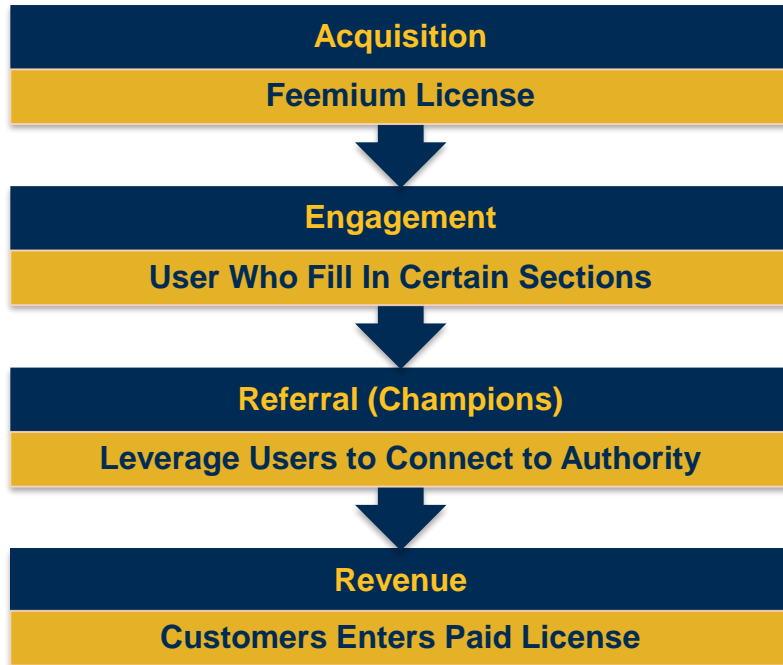 Acquisition
Feemium License
Engagement
User Who Fill In Certain Sections
Referral (Champions)
Leverage Users to Connect to Authority
Revenue
Customers Enters Paid License